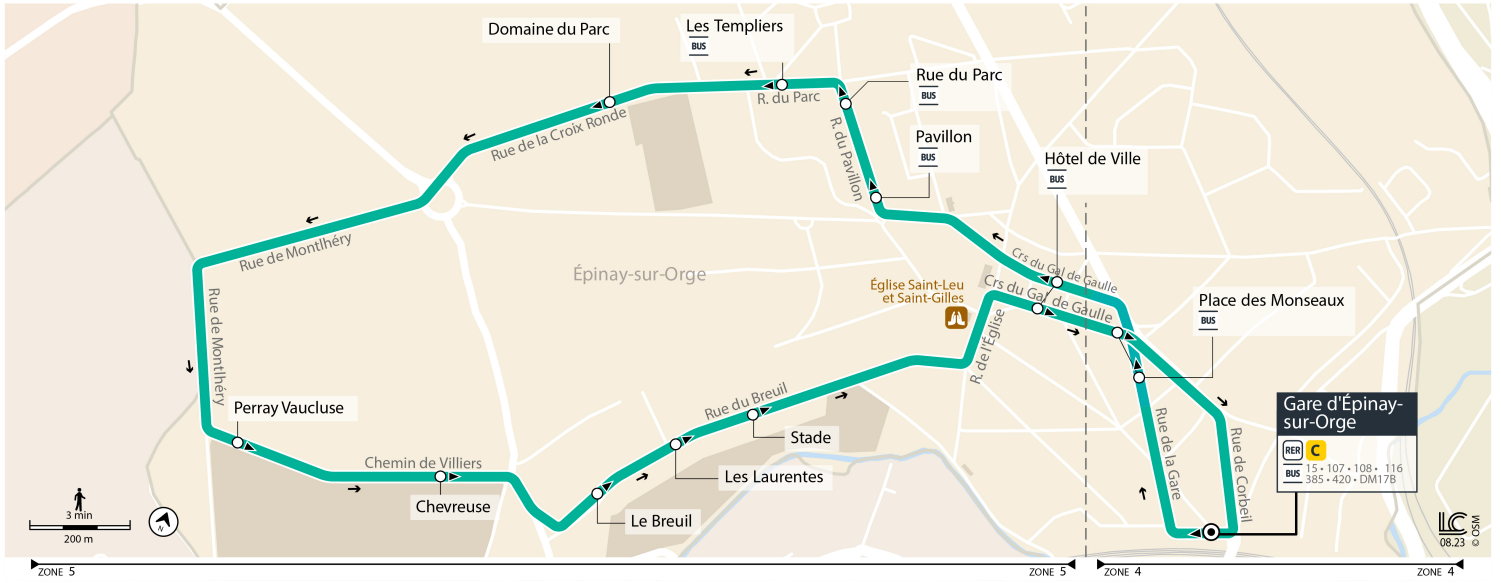 Domaine du Parc
Les Templiers
BUS
Rue du Parc
BUS
R. du Parc
Rue de la Croix Ronde
R. du Pavillon
Pavillon
BUS
Hôtel de Ville
BUS
Rue de Montlhéry
Épinay-sur-Orge
Crs du Gal de Gaulle
Église Saint-Leu
et Saint-Gilles
Crs du Gal de Gaulle
Place des Monseaux
BUS
Rue de Montlhéry
R. de l'Église
Rue du Breuil
Perray Vaucluse
Stade
Gare d'Épinay-
sur-Orge
RER C
BUS
15 • 107 • 108 • 116
385 • 420 • DM17B
Rue de la Gare
Rue de Corbeil
Chemin de Villiers
Chevreuse
Les Laurentes
Le Breuil
3 min
200 m
N
LC
08.23
© OSM
ZONE 5
ZONE 5
ZONE 4
ZONE 4